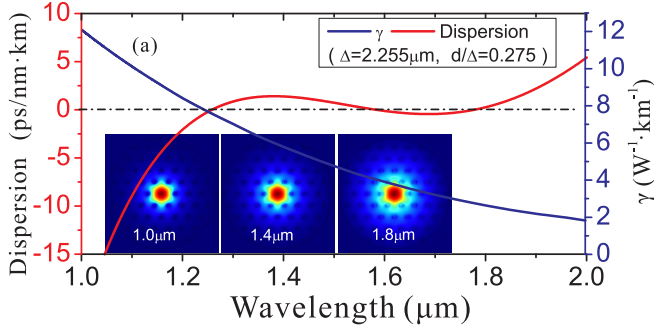 (a)
γ Dispersion
( Δ=2.255μm, d/Δ=0.275 )
Dispersion (ps/nm·km)
10
5
0
-5
-10
-15
12
10
8
6
4
2
0
γ (W⁻¹·km⁻¹)
1.0μm 1.4μm 1.8μm
1.0 1.2 1.4 1.6 1.8 2.0
Wavelength (μm)